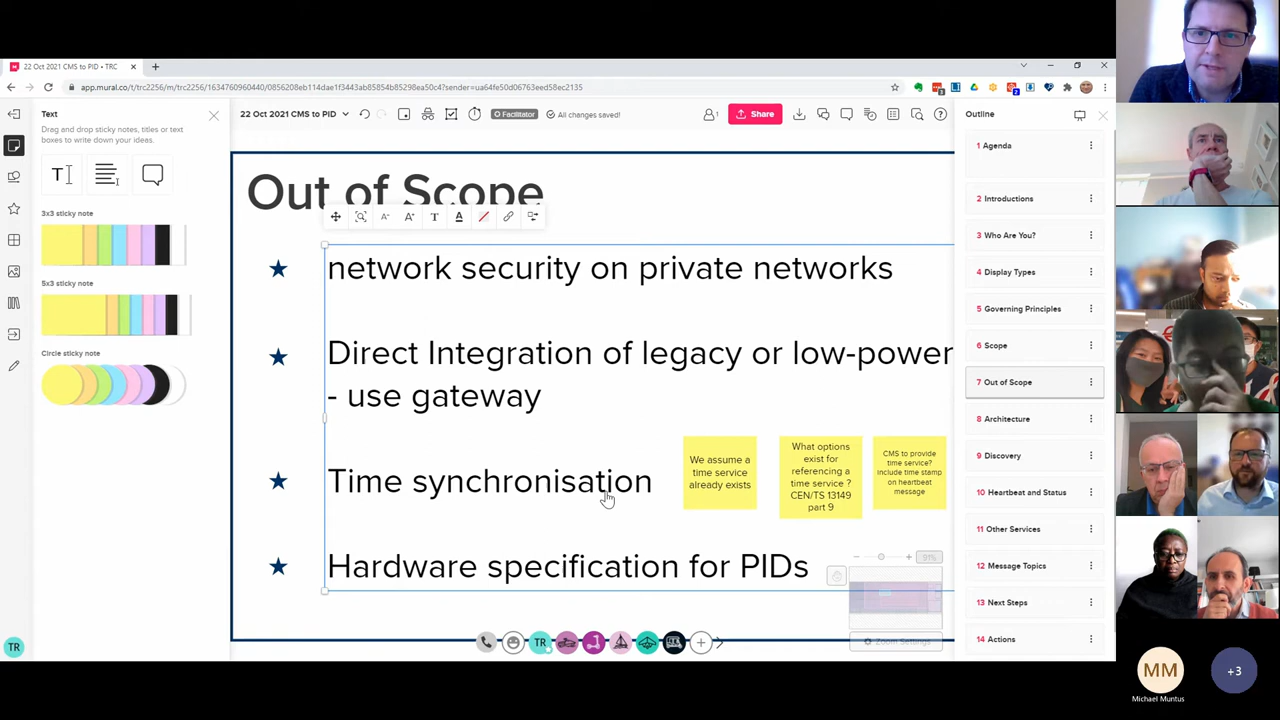 22 Oct 2021 CMS to PID • TRC
app.mural.co/t/trc2256/m/trc2256/1634760960440/0856208eb1f4dae1f3443ab85854b85298ea50c4?sender=ua64fe50d06763eed58ec2135
Text
Drag and drop sticky notes, titles or text
boxes to write down your ideas.
3x3 sticky note
5x3 sticky note
Circle sticky note
TR
22 Oct 2021 CMS to PID
Facilitator
All changes saved!
1
Share
Out of Scope
network security on private networks
Direct Integration of legacy or low-power
- use gateway
Time synchronisation
We assume a
time service
already exists
What options
exist for
referencing a
time service ?
CEN/TS 13149
part 9
CMS to provide
time service?
include time stamp
on heartbeat
message
Hardware specification for PIDs
91%
Zoom Settings
TR
Outline
1 Agenda
2 Introductions
3 Who Are You?
4 Display Types
5 Governing Principles
6 Scope
7 Out of Scope
8 Architecture
9 Discovery
10 Heartbeat and Status
11 Other Services
12 Message Topics
13 Next Steps
14 Actions
MM
Michael Muntus
+3